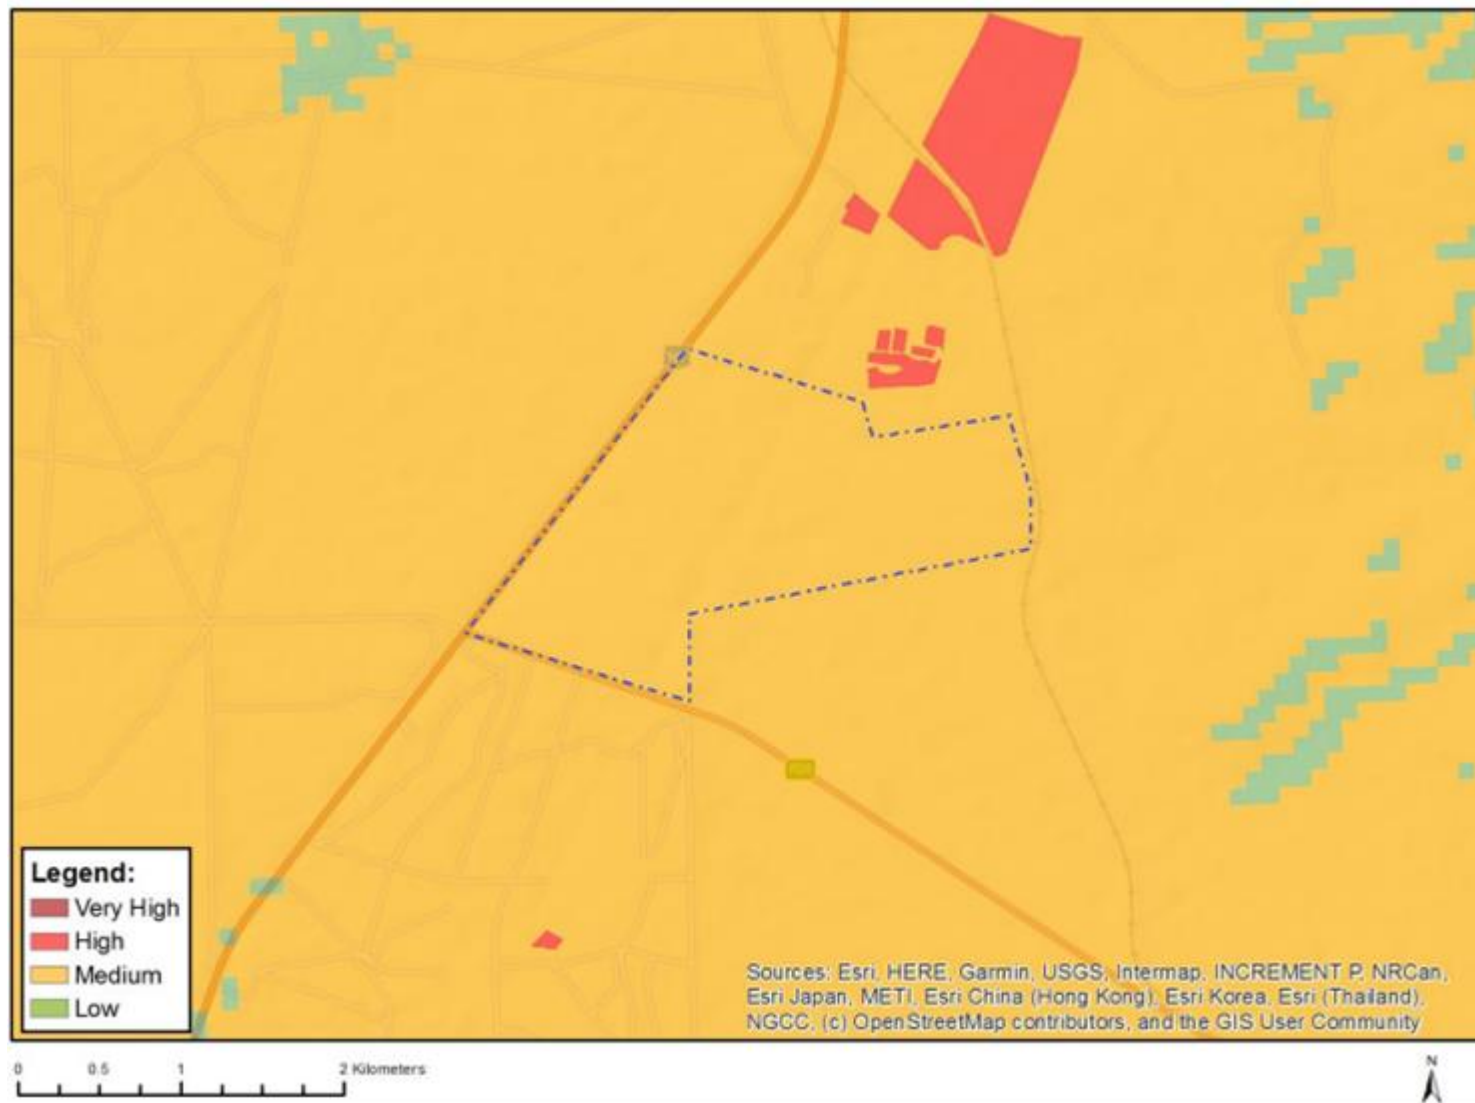 Legend:
Very High
High
Medium
Low
Sources: Esri, HERE, Garmin, USGS, Intermap, INCREMENT P, NRCan,
Esri Japan, METI, Esri China (Hong Kong), Esri Korea, Esri (Thailand),
NGCC, (c) OpenStreetMap contributors, and the GIS User Community
0 0.5 1 2 Kilometers
N